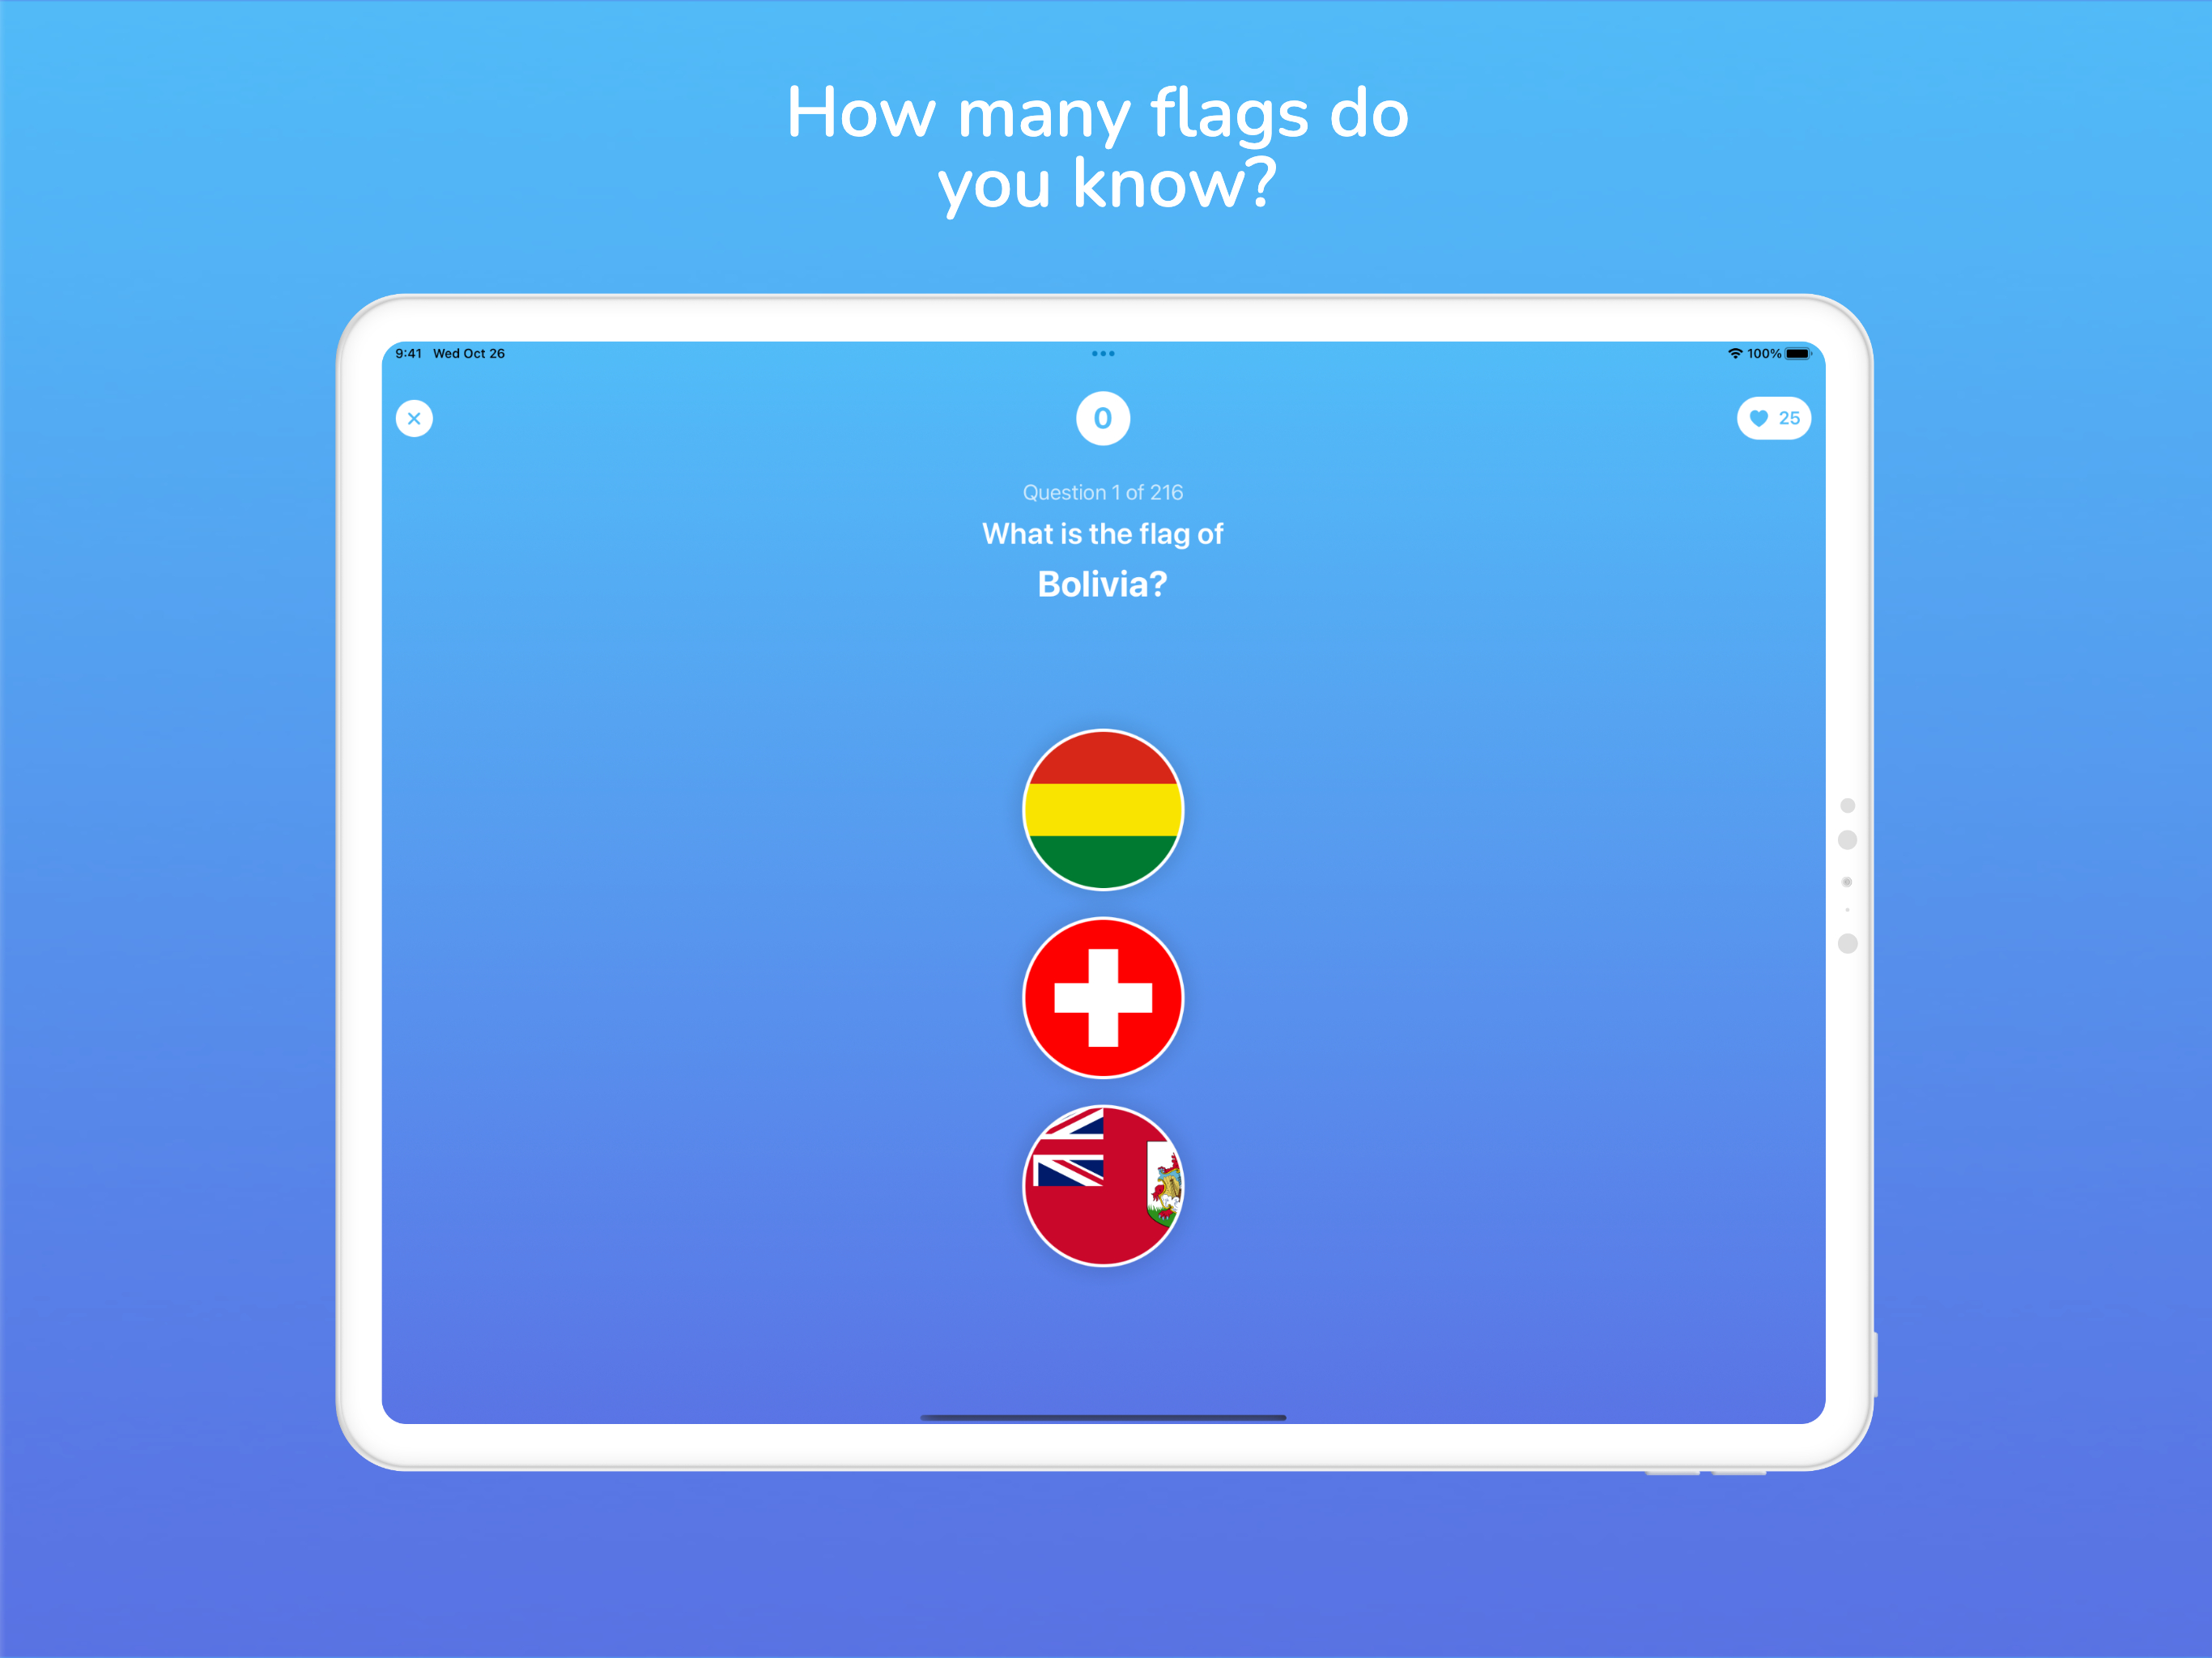 How many flags do
you know?
9:41 Wed Oct 26
100%
0
25
Question 1 of 216
What is the flag of
Bolivia?